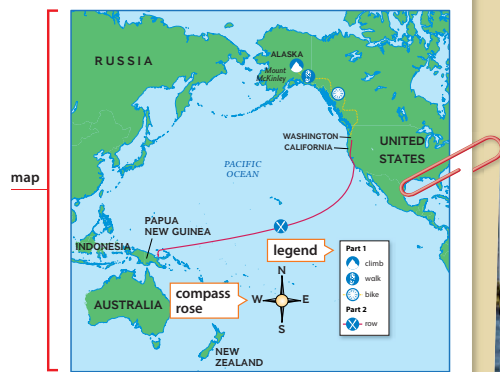 RUSSIA
ALASKA
Mount
McKinley
WASHINGTON
CALIFORNIA
UNITED
STATES
PACIFIC
OCEAN
map
PAPUA
NEW GUINEA
INDONESIA
AUSTRALIA
NEW
ZEALAND
compass
rose
N
W
E
S
legend
Part 1
climb
walk
bike
Part 2
row